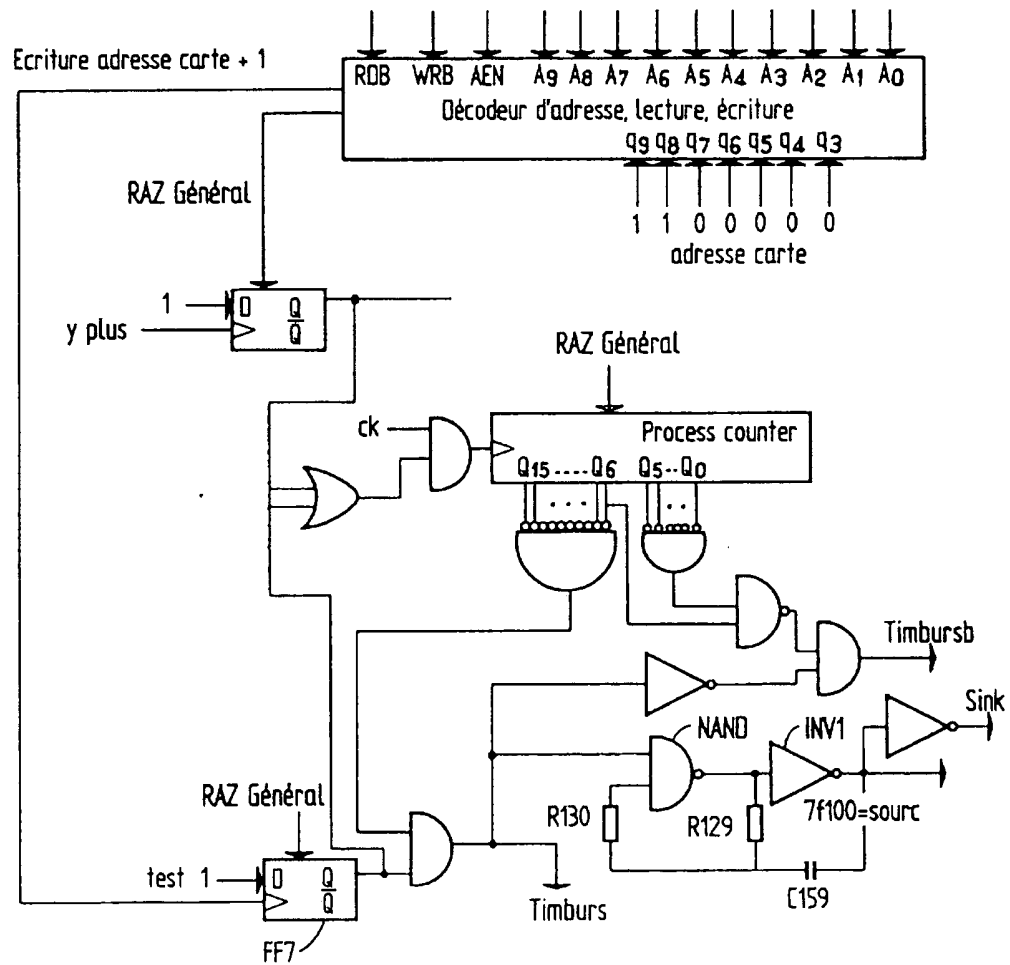 Ecriture adresse carte + 1
RDB WRB AEN A9 A8 A7 A6 A5 A4 A3 A2 A1 A0
Décodeur d'adresse, lecture, écriture
q9 q8 q7 q6 q5 q4 q3
1 1 0 0 0 0 0
adresse carte
RAZ Général
1 D Q
Q̅
y plus
RAZ Général
ck
Process counter
Q15 .... Q6 Q5 .. Q0
... ..
Timbursb
Sink
NAND INV1
7f100=sourc
R130 R129
C159
RAZ Général
test 1 D Q
Q̅
Timburs
FF7